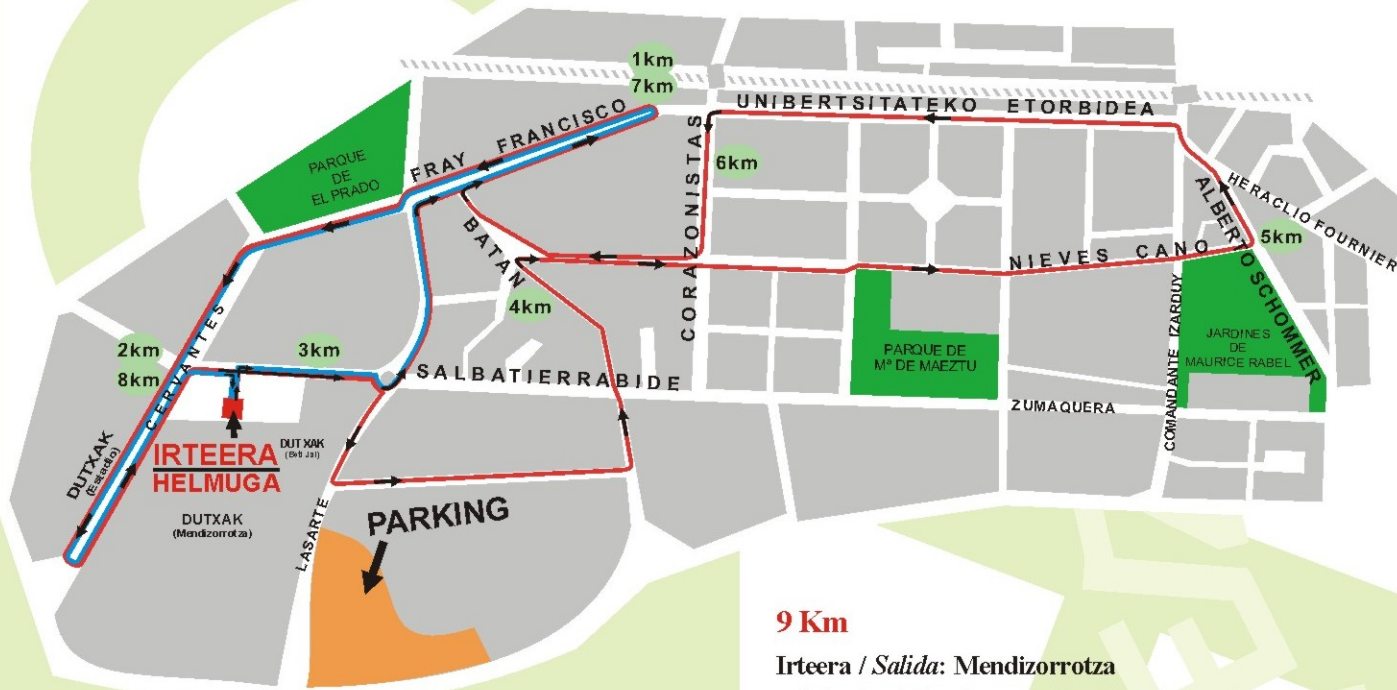 1km
7km
UNIBERTSITATEKO ETORBIDEA
FRAY FRANCISCO
PARQUE
DE
EL PRADO
CORAZONISTAS
6km
HERACLIO FOURNIER
ALBERTO SCHOMMER
5km
BATAN
NIEVES CANO
4km
CERVANTES
2km
8km
3km
SALBATIERRABIDE
PARQUE DE
Mª DE MAEZTU
COMANDANTE IZARDUY
JARDINES
DE
MAURICE RABEL
ZUMAQUERA
DUTXAK
(Estadio)
IRTEERA
HELMUGA
DUTXAK
(Beti Jai)
DUTXAK
(Mendizorrotza)
LASARTE
PARKING
9 Km
Irteera / Salida: Mendizorrotza